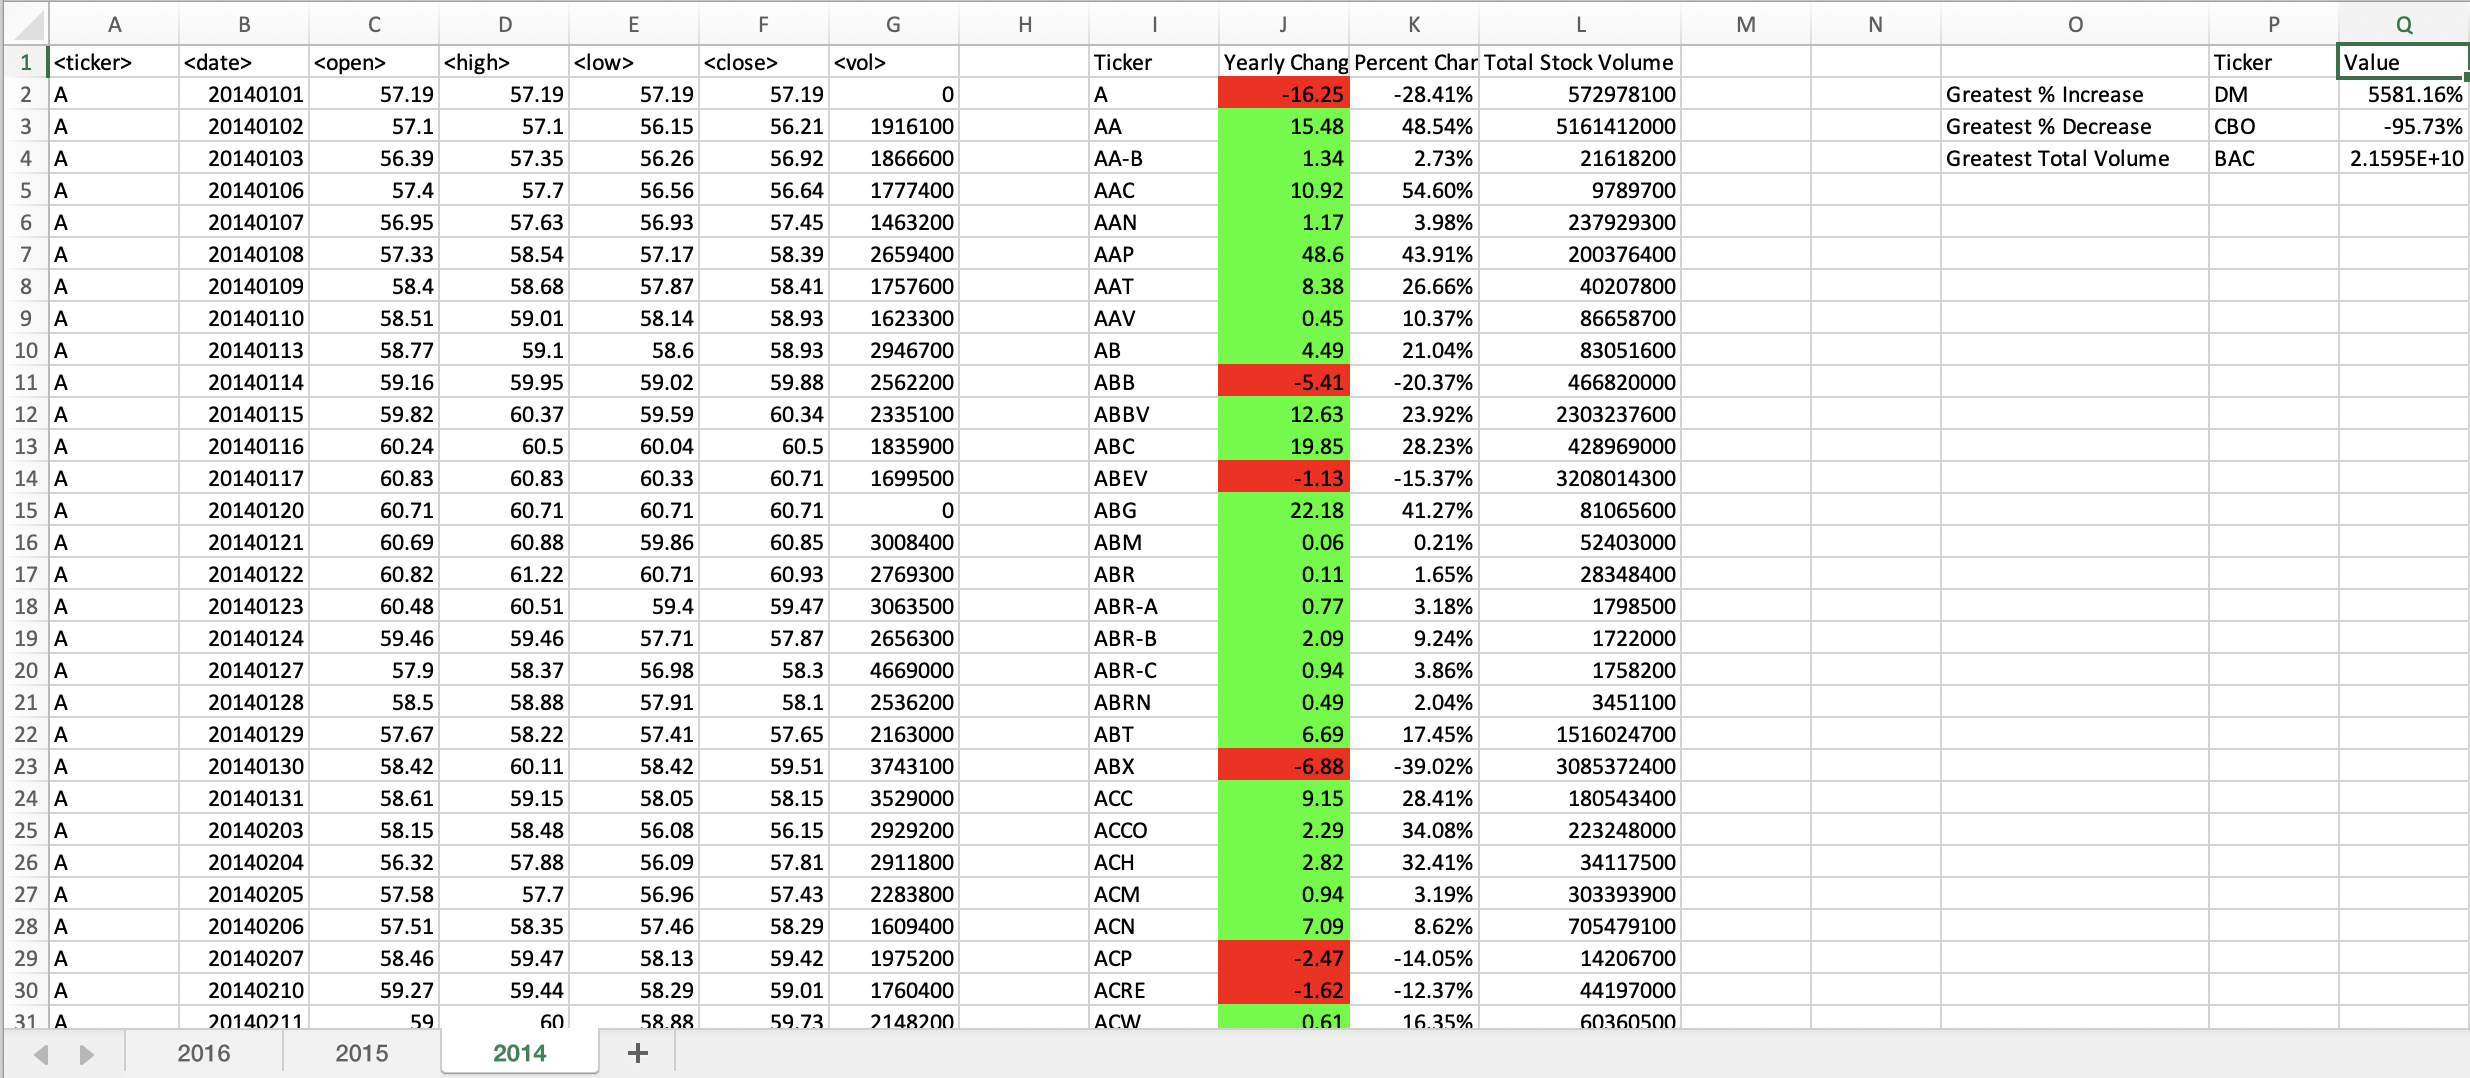 A B C D E F G H I J K L M N O P Q
1 <ticker> <date> <open> <high> <low> <close> <vol> Ticker Yearly Chang Percent Char Total Stock Volume Ticker Value
2 A 20140101 57.19 57.19 57.19 57.19 0 A -16.25 -28.41% 572978100 Greatest % Increase DM 5581.16%
3 A 20140102 57.1 57.1 56.15 56.21 1916100 AA 15.48 48.54% 5161412000 Greatest % Decrease CBO -95.73%
4 A 20140103 56.39 57.35 56.26 56.92 1866600 AA-B 1.34 2.73% 21618200 Greatest Total Volume BAC 2.1595E+10
5 A 20140106 57.4 57.7 56.56 56.64 1777400 AAC 10.92 54.60% 9789700
6 A 20140107 56.95 57.63 56.93 57.45 1463200 AAN 1.17 3.98% 237929300
7 A 20140108 57.33 58.54 57.17 58.39 2659400 AAP 48.6 43.91% 200376400
8 A 20140109 58.4 58.68 57.87 58.41 1757600 AAT 8.38 26.66% 40207800
9 A 20140110 58.51 59.01 58.14 58.93 1623300 AAV 0.45 10.37% 86658700
10 A 20140113 58.77 59.1 58.6 58.93 2946700 AB 4.49 21.04% 83051600
11 A 20140114 59.16 59.95 59.02 59.88 2562200 ABB -5.41 -20.37% 466820000
12 A 20140115 59.82 60.37 59.59 60.34 2335100 ABBV 12.63 23.92% 2303237600
13 A 20140116 60.24 60.5 60.04 60.5 1835900 ABC 19.85 28.23% 428969000
14 A 20140117 60.83 60.83 60.33 60.71 1699500 ABEV -1.13 -15.37% 3208014300
15 A 20140120 60.71 60.71 60.71 60.71 0 ABG 22.18 41.27% 81065600
16 A 20140121 60.69 60.88 59.86 60.85 3008400 ABM 0.06 0.21% 52403000
17 A 20140122 60.82 61.22 60.71 60.93 2769300 ABR 0.11 1.65% 28348400
18 A 20140123 60.48 60.51 59.4 59.47 3063500 ABR-A 0.77 3.18% 1798500
19 A 20140124 59.46 59.46 57.71 57.87 2656300 ABR-B 2.09 9.24% 1722000
20 A 20140127 57.9 58.37 56.98 58.3 4669000 ABR-C 0.94 3.86% 1758200
21 A 20140128 58.5 58.88 57.91 58.1 2536200 ABRN 0.49 2.04% 3451100
22 A 20140129 57.67 58.22 57.41 57.65 2163000 ABT 6.69 17.45% 1516024700
23 A 20140130 58.42 60.11 58.42 59.51 3743100 ABX -6.88 -39.02% 3085372400
24 A 20140131 58.61 59.15 58.05 58.15 3529000 ACC 9.15 28.41% 180543400
25 A 20140203 58.15 58.48 56.08 56.15 2929200 ACCO 2.29 34.08% 223248000
26 A 20140204 56.32 57.88 56.09 57.81 2911800 ACH 2.82 32.41% 34117500
27 A 20140205 57.58 57.7 56.96 57.43 2283800 ACM 0.94 3.19% 303393900
28 A 20140206 57.51 58.35 57.46 58.29 1609400 ACN 7.09 8.62% 705479100
29 A 20140207 58.46 59.47 58.13 59.42 1975200 ACP -2.47 -14.05% 14206700
30 A 20140210 59.27 59.44 58.29 59.01 1760400 ACRE -1.62 -12.37% 44197000
31 A 20140211 59 60 58.88 59.73 2148200 ACW 0.61 16.35% 60360500
2016 2015 2014 +